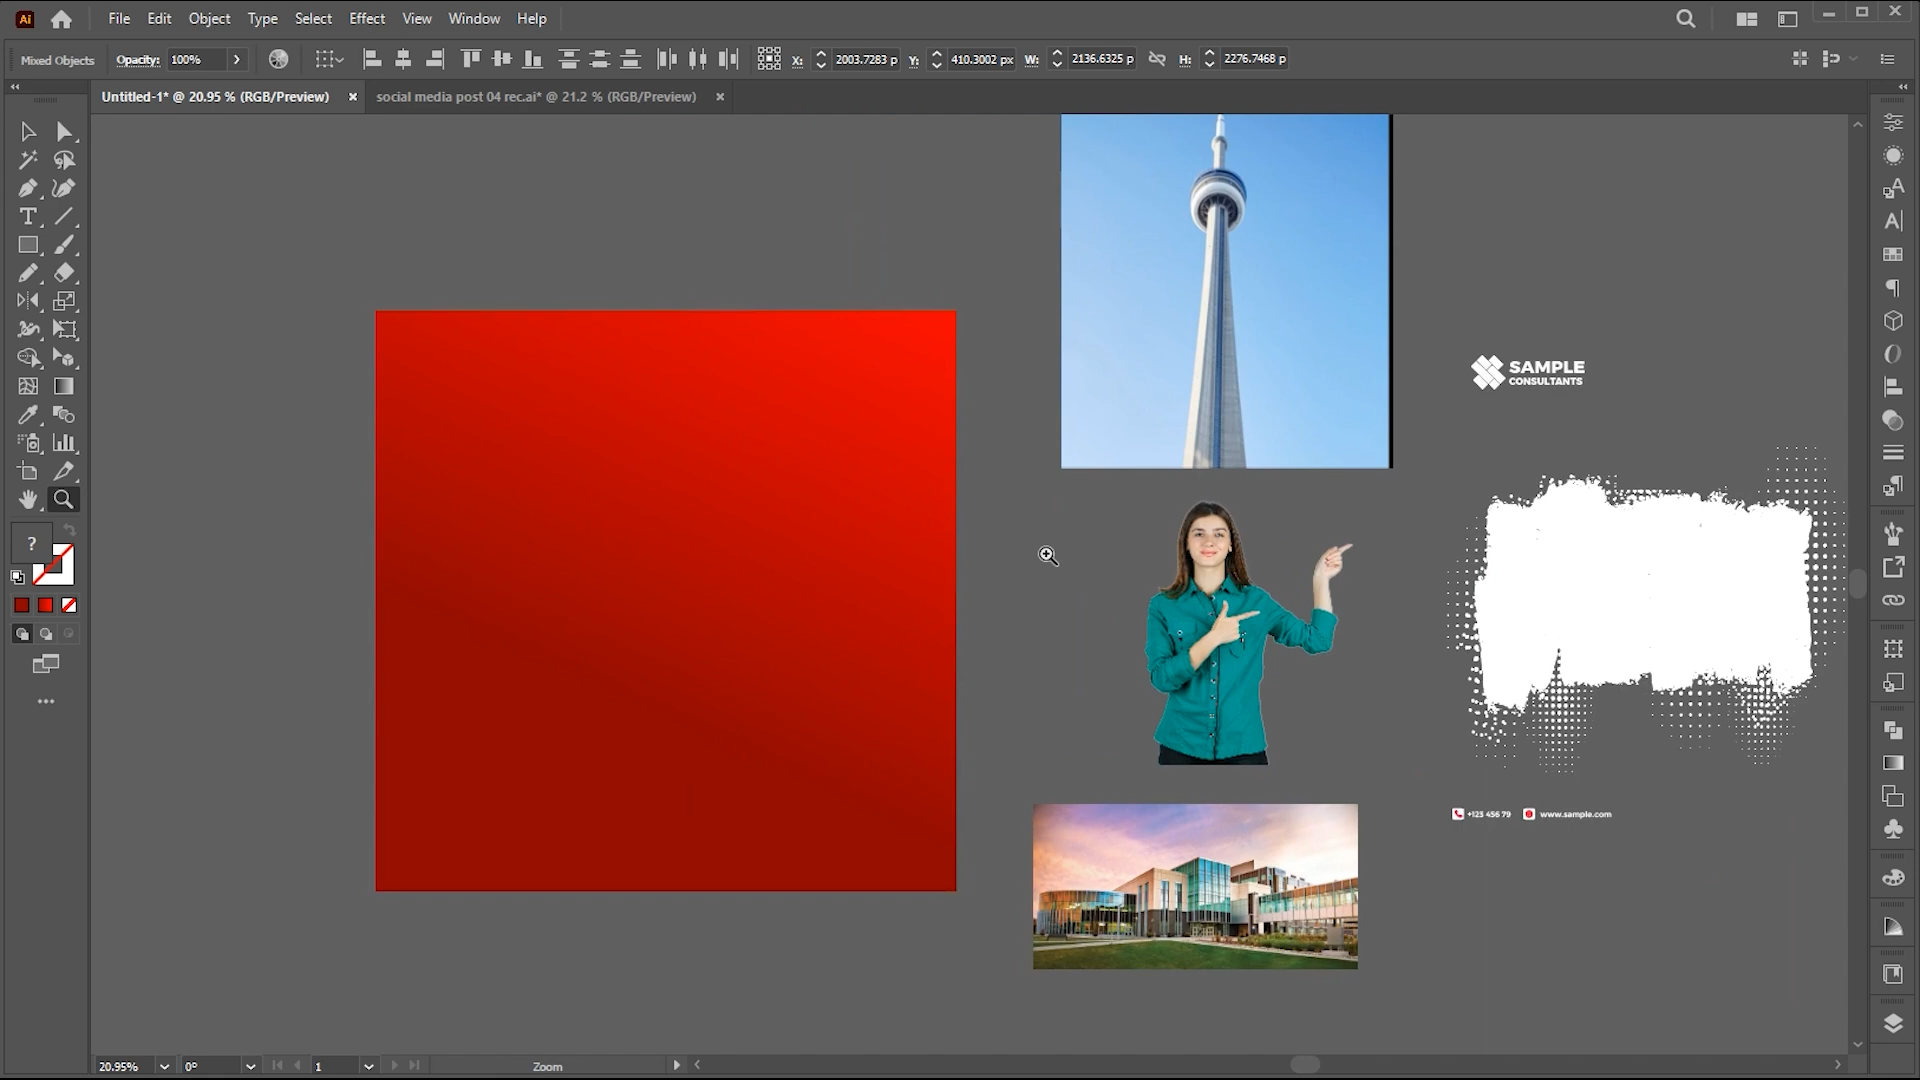 Ai File Edit Object Type Select Effect View Window Help
Mixed Objects Opacity: 100% X: 2003.7283 p Y: 410.3002 px W: 2136.6325 p H: 2276.7468 p
Untitled-1* @ 20.95 % (RGB/Preview) social media post 04 rec.ai* @ 21.2 % (RGB/Preview)
SAMPLE
CONSULTANTS
?
+123 456 79 www.sample.com
20.95% 0° 1 Zoom